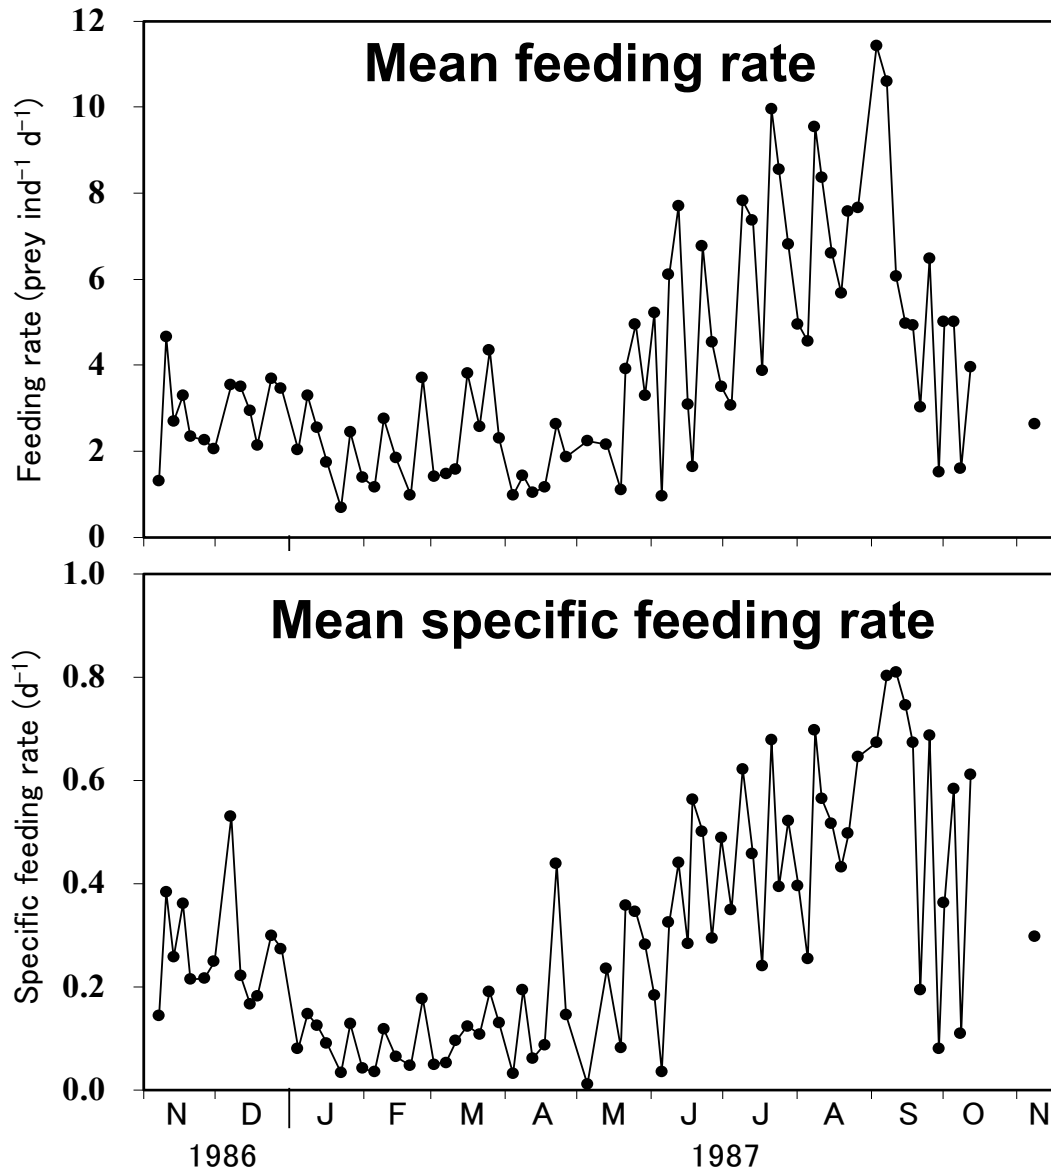 Mean feeding rate
Feeding rate (prey ind⁻¹ d⁻¹)
12
10
8
6
4
2
0
Mean specific feeding rate
Specific feeding rate (d⁻¹)
1.0
0.8
0.6
0.4
0.2
0.0
N D J F M A M J J A S O N
1986 1987